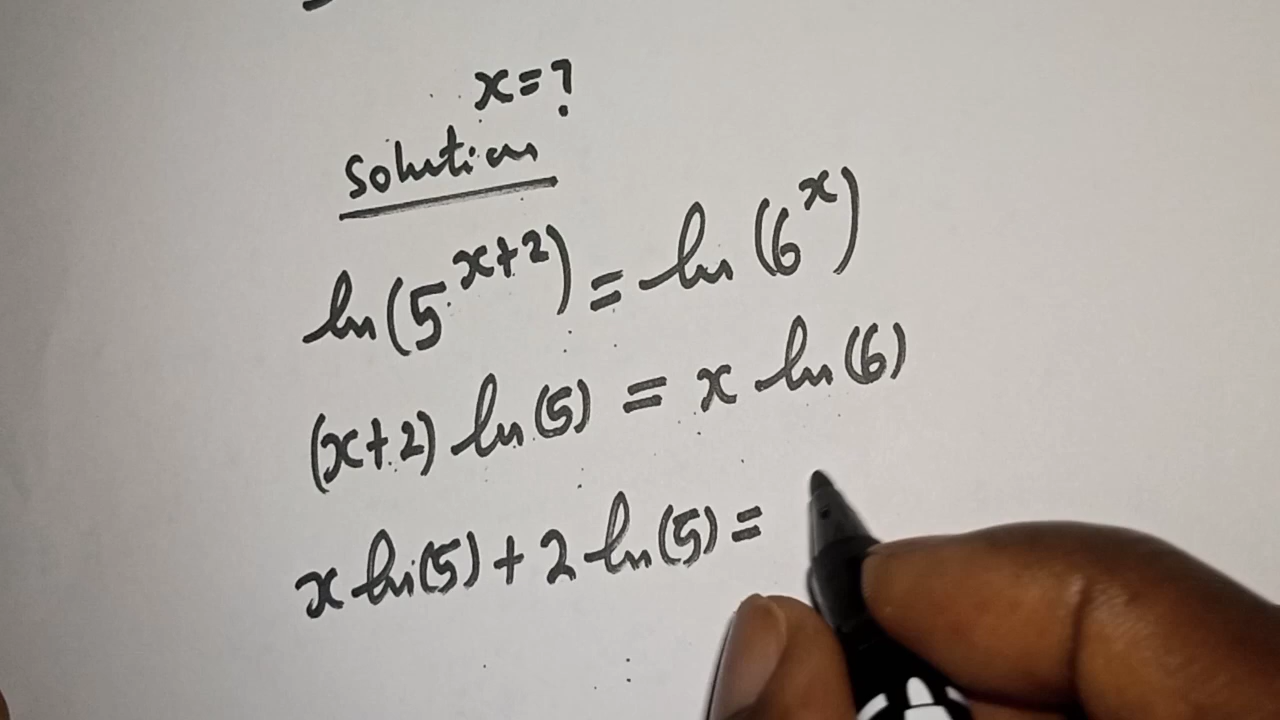 x=?
Solution
ln(5^{x+2}) = ln(6^x)
(x+2) ln(5) = x ln(6)
x ln(5) + 2 ln(5) =